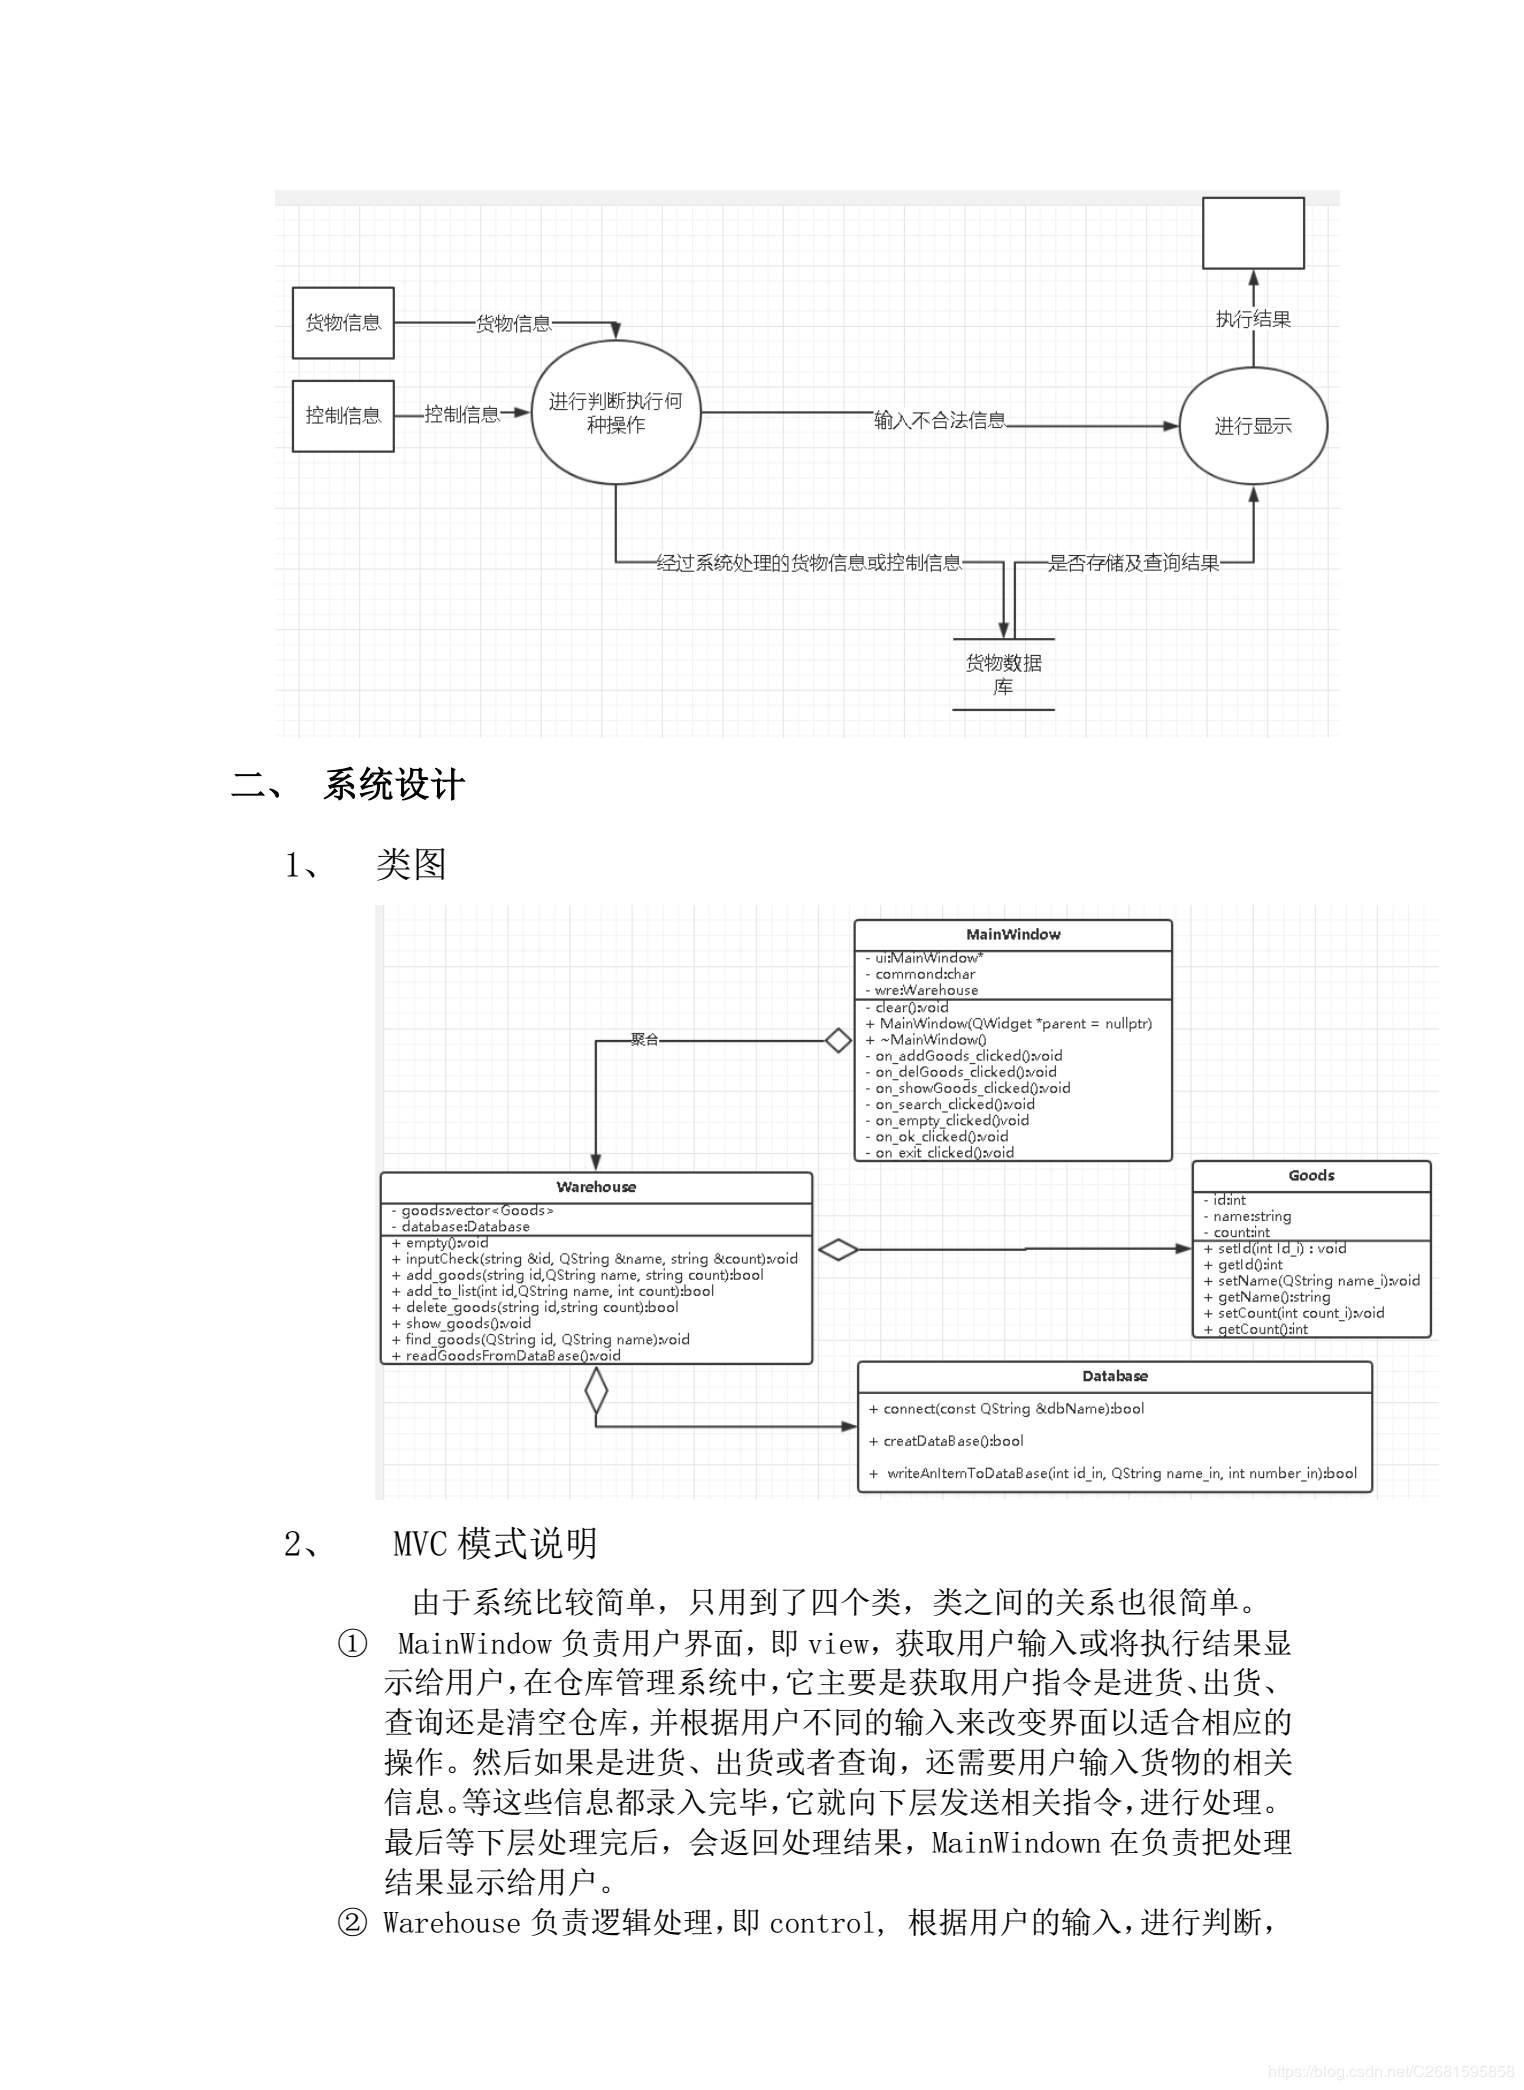 货物信息
货物信息
控制信息
控制信息
进行判断执行何
种操作
输入不合法信息
执行结果
进行显示
经过系统处理的货物信息或控制信息
是否存储及查询结果
货物数据
库
二、 系统设计
1、 类图
MainWindow
- ui:MainWindow*
- commond:char
- wre:Warehouse
- clear():void
+ MainWindow(QWidget *parent = nullptr)
+ ~MainWindow()
- on_addGoods_clicked():void
- on_delGoods_clicked():void
- on_showGoods_clicked():void
- on_search_clicked():void
- on_empty_clicked()void
- on_ok_clicked():void
- on_exit_clicked():void
聚合
Warehouse
- goods:vector<Goods>
- database:Database
+ empty():void
+ inputCheck(string &id, QString &name, string &count):void
+ add_goods(string id,QString name, string count):bool
+ add_to_list(int id,QString name, int count):bool
+ delete_goods(string id,string count):bool
+ show_goods():void
+ find_goods(QString id, QString name):void
+ readGoodsFromDataBase():void
Goods
- id:int
- name:string
- count:int
+ setId(int Id_i) : void
+ getId():int
+ setName(QString name_i):void
+ getName():string
+ setCount(int count_i):void
+ getCount():int
Database
+ connect(const QString &dbName):bool
+ creatDataBase():bool
+ writeAnItemToDataBase(int id_in, QString name_in, int number_in):bool
2、 MVC 模式说明
由于系统比较简单，只用到了四个类，类之间的关系也很简单。
① MainWindow 负责用户界面，即 view，获取用户输入或将执行结果显
示给用户，在仓库管理系统中，它主要是获取用户指令是进货、出货、
查询还是清空仓库，并根据用户不同的输入来改变界面以适合相应的
操作。然后如果是进货、出货或者查询，还需要用户输入货物的相关
信息。等这些信息都录入完毕，它就向下层发送相关指令，进行处理。
最后等下层处理完后，会返回处理结果，MainWindown 在负责把处理
结果显示给用户。
② Warehouse 负责逻辑处理，即 control, 根据用户的输入，进行判断，
https://blog.csdn.net/C2681595858